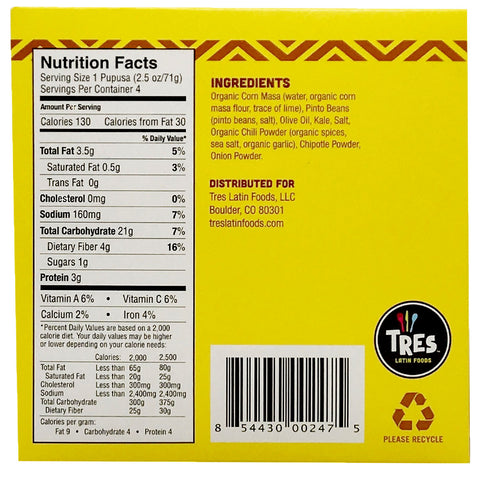 Nutrition Facts
Serving Size 1 Pupusa (2.5 oz/71g)
Servings Per Container 4
Amount Per Serving
Calories 130 Calories from Fat 30
% Daily Value*
Total Fat 3.5g 5%
Saturated Fat 0.5g 3%
Trans Fat 0g
Cholesterol 0mg 0%
Sodium 160mg 7%
Total Carbohydrate 21g 7%
Dietary Fiber 4g 16%
Sugars 1g
Protein 3g
Vitamin A 6% • Vitamin C 6%
Calcium 2% • Iron 4%
*Percent Daily Values are based on a 2,000
calorie diet. Your daily values may be higher
or lower depending on your calorie needs.
Calories: 2,000 2,500
Total Fat Less than 65g 80g
Saturated Fat Less than 20g 25g
Cholesterol Less than 300mg 300mg
Sodium Less than 2,400mg 2,400mg
Total Carbohydrate 300g 375g
Dietary Fiber 25g 30g
Calories per gram:
Fat 9 • Carbohydrate 4 • Protein 4
INGREDIENTS
Organic Corn Masa (water, organic corn
masa flour, trace of lime), Pinto Beans
(pinto beans, salt), Olive Oil, Kale, Salt,
Organic Chili Powder (organic spices,
sea salt, organic garlic), Chipotle Powder,
Onion Powder.
DISTRIBUTED FOR
Tres Latin Foods, LLC
Boulder, CO 80301
treslatinfoods.com
TRES
LATIN FOODS
8 54430 00247 5
PLEASE RECYCLE